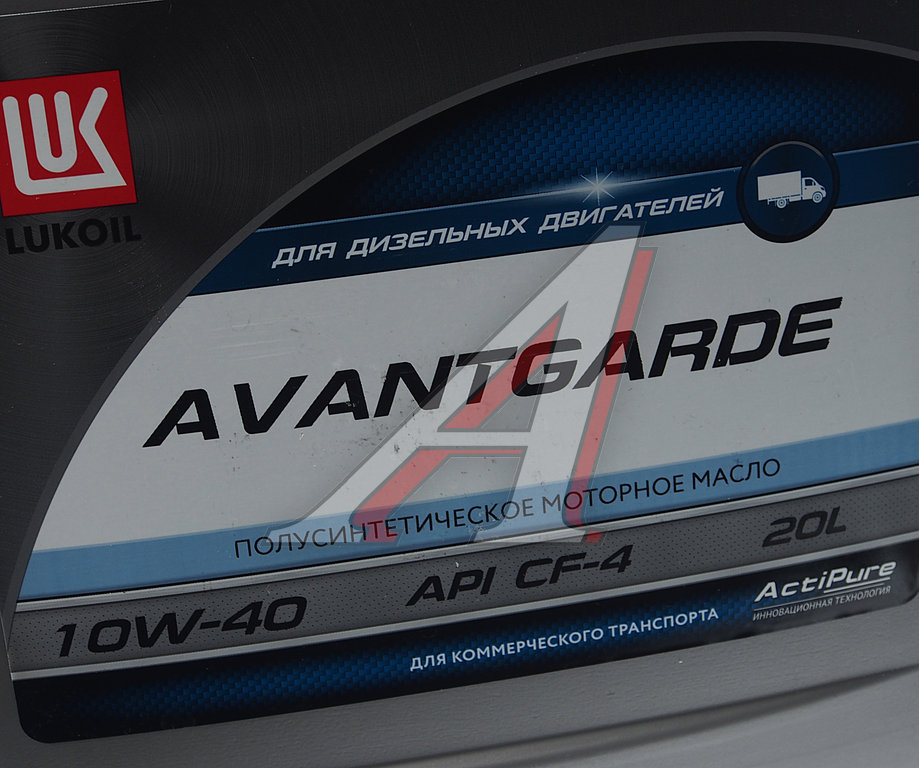 LUK
LUKOIL
ДЛЯ ДИЗЕЛЬНЫХ ДВИГАТЕЛЕЙ
AVANTGARDE
ПОЛУСИНТЕТИЧЕСКОЕ МОТОРНОЕ МАСЛО
10W-40 API CF-4 20L
ActiPure
ИННОВАЦИОННАЯ ТЕХНОЛОГИЯ
ДЛЯ КОММЕРЧЕСКОГО ТРАНСПОРТА